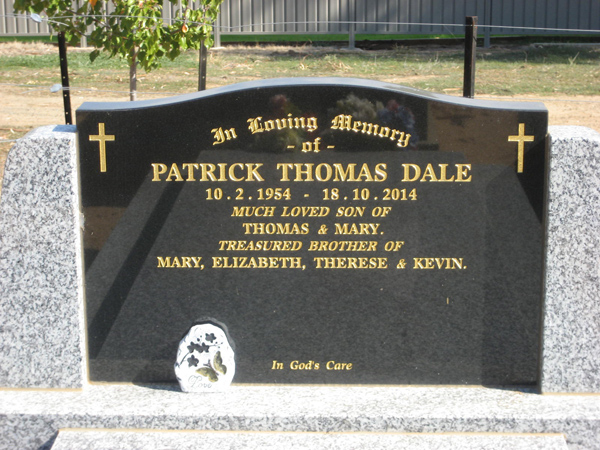 In Loving Memory
- of -
PATRICK THOMAS DALE
10 . 2 . 1954 - 18 . 10 . 2014
MUCH LOVED SON OF
THOMAS & MARY.
TREASURED BROTHER OF
MARY, ELIZABETH, THERESE & KEVIN.
In God's Care